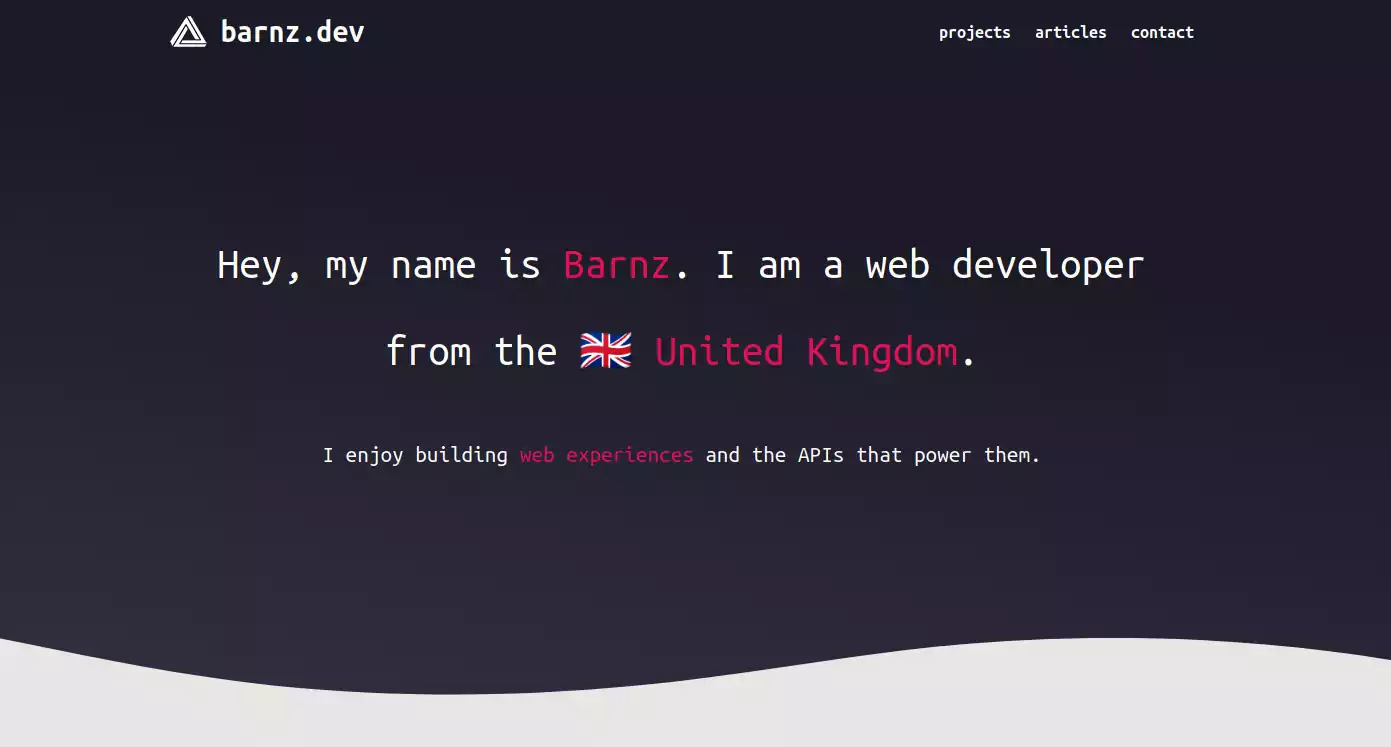 barnz.dev
projects articles contact
Hey, my name is Barnz. I am a web developer
from the 🇬🇧 United Kingdom.
I enjoy building web experiences and the APIs that power them.